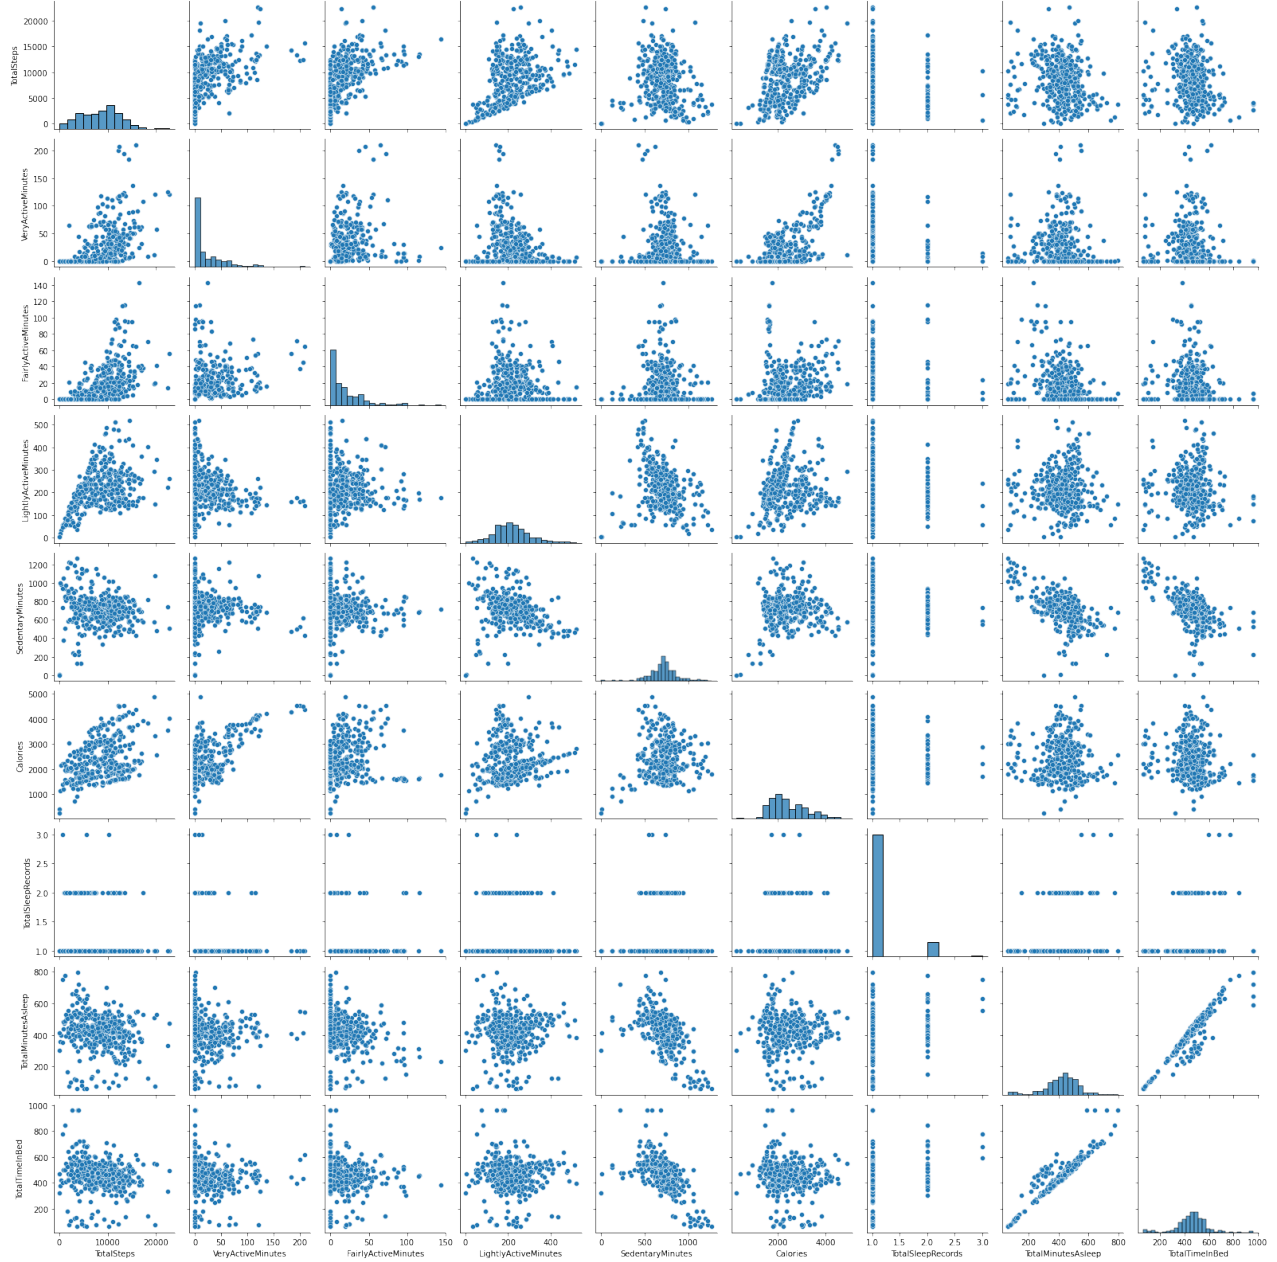 TotalSteps
20000
15000
10000
5000
0
VeryActiveMinutes
200
150
100
50
0
FairlyActiveMinutes
140
120
100
80
60
40
20
0
LightlyActiveMinutes
500
400
300
200
100
0
SedentaryMinutes
1200
1000
800
600
400
200
0
Calories
5000
4000
3000
2000
1000
TotalSleepRecords
3.0
2.5
2.0
1.5
1.0
TotalMinutesAsleep
800
600
400
200
TotalTimeInBed
1000
800
600
400
200
0 10000 20000
0 50 100 150 200
0 50 100 150
0 200 400
0 500 1000
2000 4000
1.0 1.5 2.0 2.5 3.0
200 400 600 800
200 400 600 800 1000
TotalSteps VeryActiveMinutes FairlyActiveMinutes LightlyActiveMinutes SedentaryMinutes Calories TotalSleepRecords TotalMinutesAsleep TotalTimeInBed